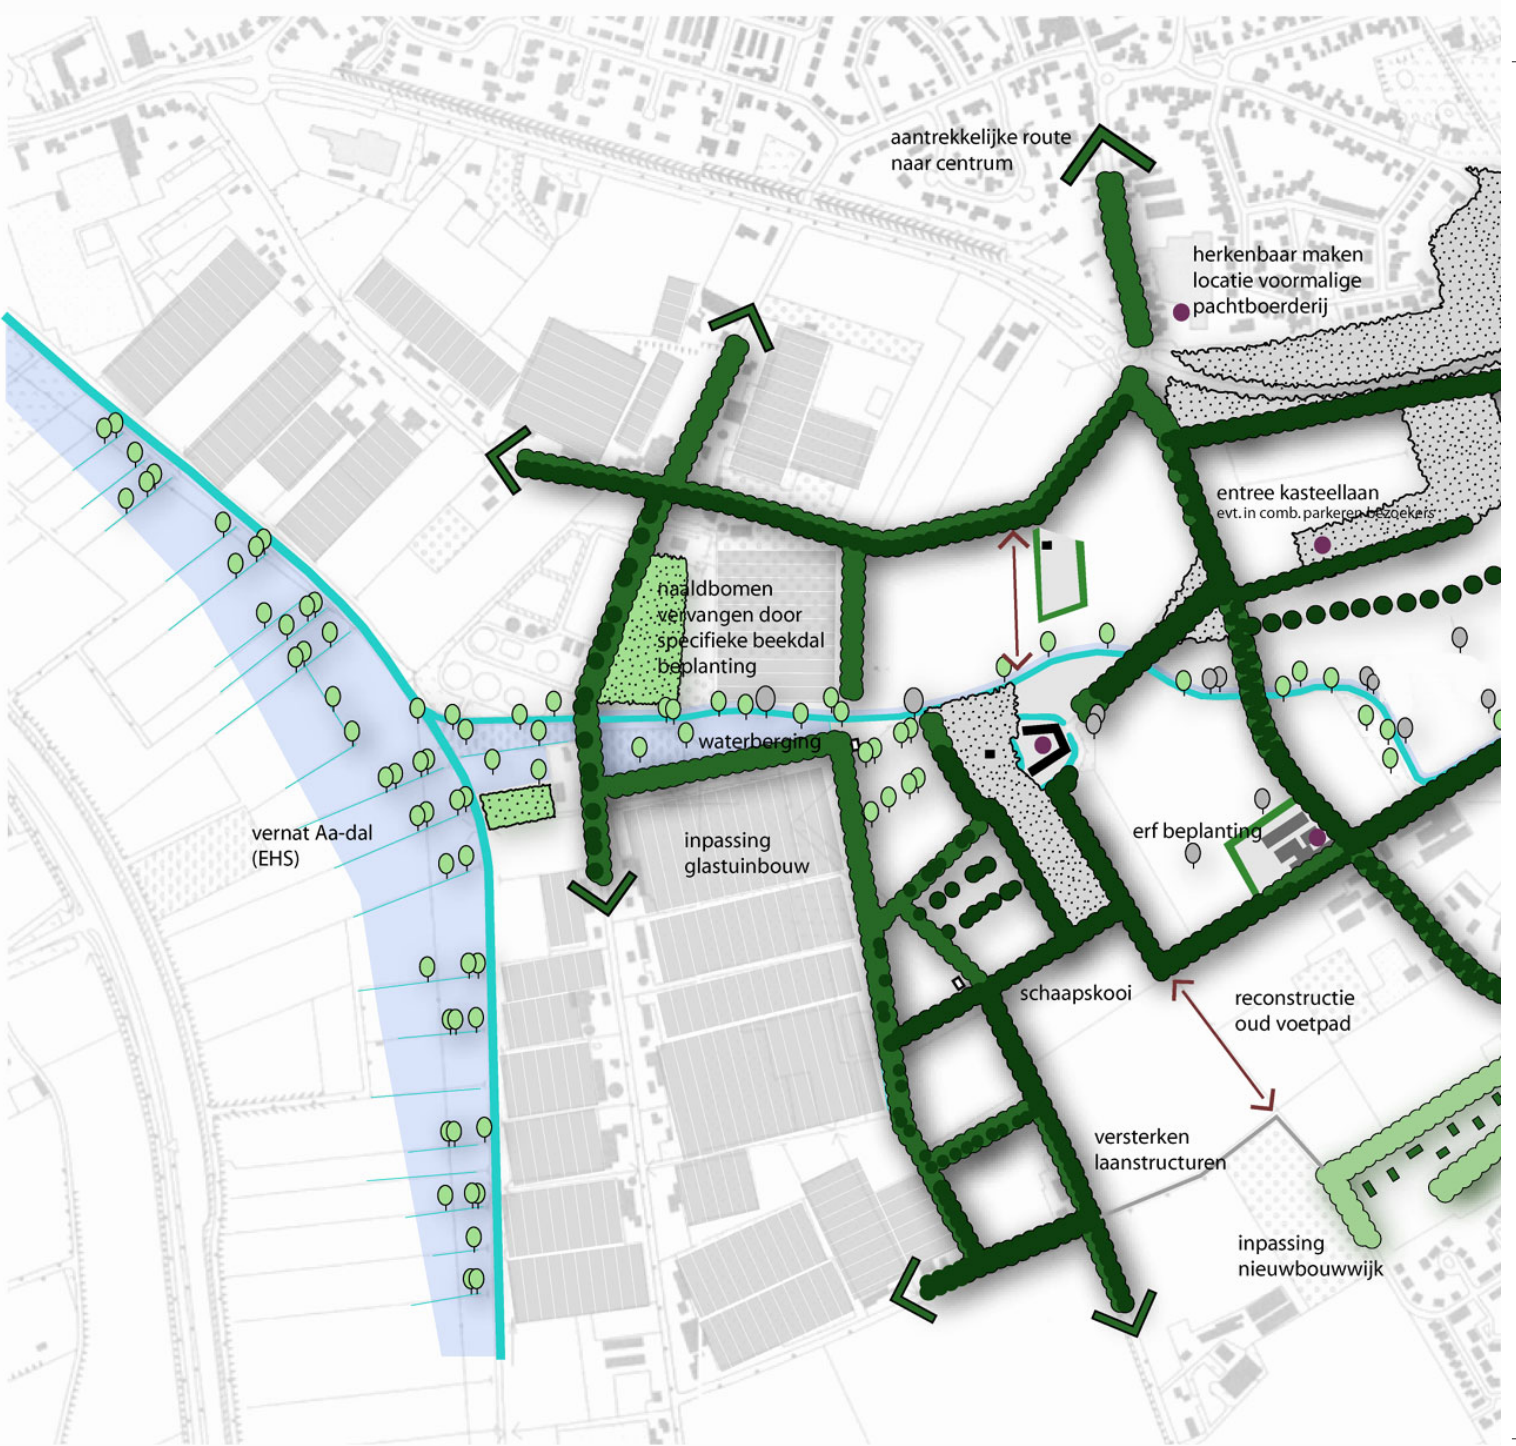 aantrekkelijke route
naar centrum
herkenbaar maken
locatie voormalige
pachtboerderij
entree kasteellaan
evt. in comb. parkeren bezoekers
naaldbomen
vervangen door
specifieke beekdal
beplanting
waterberging
vernat Aa-dal
(EHS)
inpassing
glastuinbouw
erf beplanting
schaapskooi
reconstructie
oud voetpad
versterken
laanstructuren
inpassing
nieuwbouwwijk